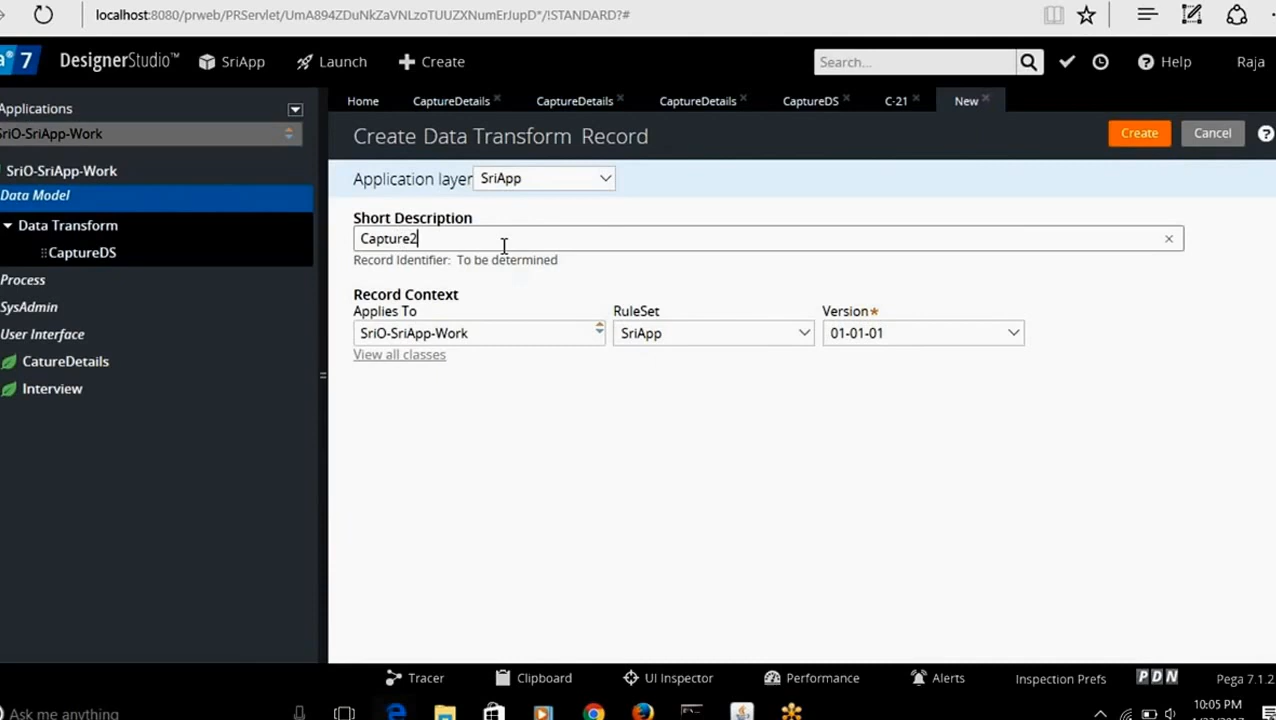 localhost:8080/prweb/PRServlet/UmA894ZDuNkZaVNLzoTUUZXNumErJupD*/!STANDARD?#
a® 7 DesignerStudio™ SriApp Launch Create Search... Help Raja
Applications
SriO-SriApp-Work
SriO-SriApp-Work
Data Model
Data Transform
CaptureDS
Process
SysAdmin
User Interface
CatureDetails
Interview
Home CaptureDetails CaptureDetails CaptureDetails CaptureDS C-21 New
Create Data Transform Record Create Cancel
Application layer SriApp
Short Description
Capture2
Record Identifier: To be determined
Record Context
Applies To RuleSet Version*
SriO-SriApp-Work SriApp 01-01-01
View all classes
Tracer Clipboard UI Inspector Performance Alerts Inspection Prefs PDN Pega 7.1.2
Ask me anything 10:05 PM